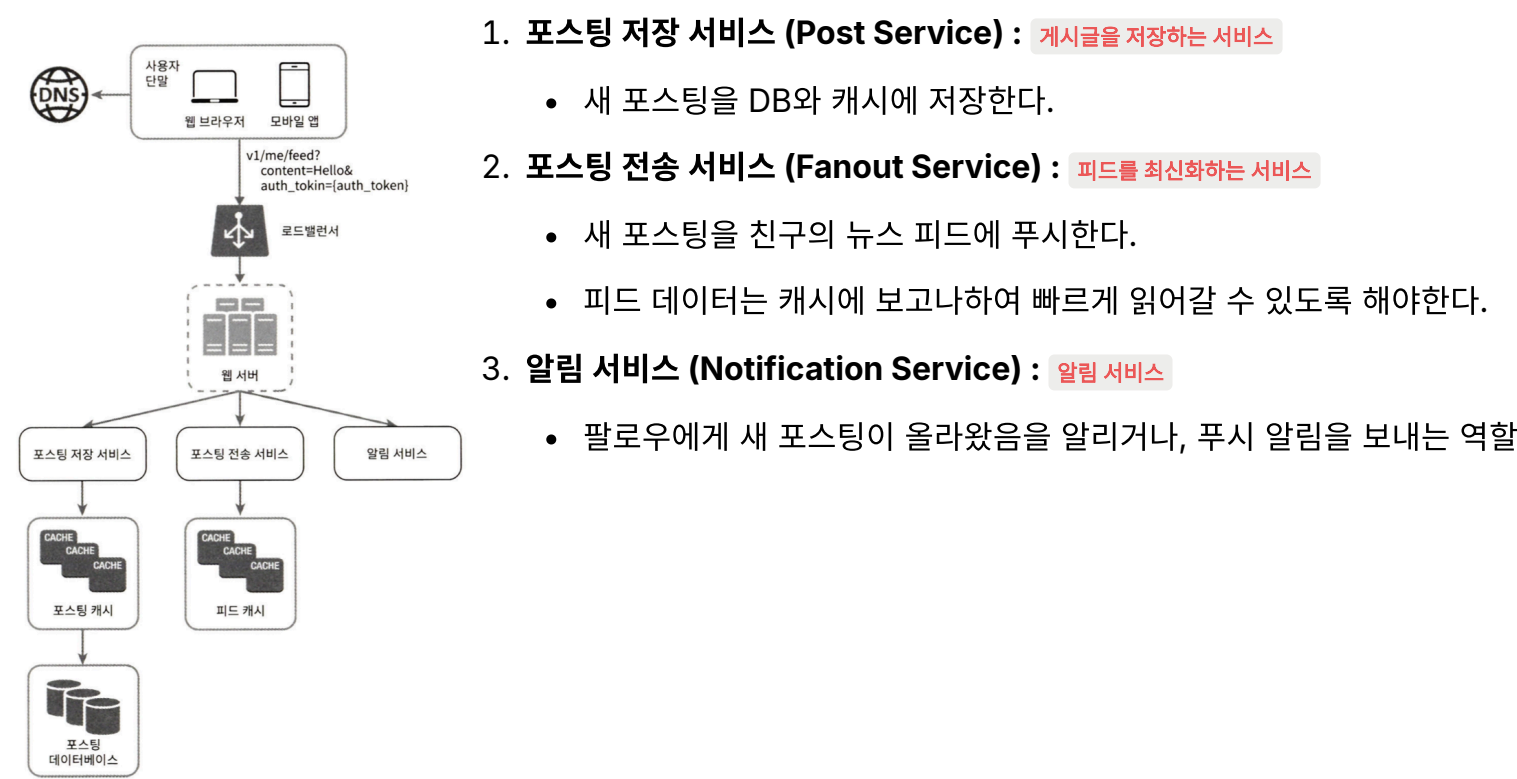 DNS
사용자
단말
웹 브라우저
모바일 앱
v1/me/feed?
content=Hello&
auth_tokin={auth_token}
로드밸런서
웹 서버
포스팅 저장 서비스
포스팅 전송 서비스
알림 서비스
CACHE
CACHE
CACHE
포스팅 캐시
CACHE
CACHE
CACHE
피드 캐시
포스팅
데이터베이스
1. 포스팅 저장 서비스 (Post Service) : 게시글을 저장하는 서비스
• 새 포스팅을 DB와 캐시에 저장한다.
2. 포스팅 전송 서비스 (Fanout Service) : 피드를 최신화하는 서비스
• 새 포스팅을 친구의 뉴스 피드에 푸시한다.
• 피드 데이터는 캐시에 보고나하여 빠르게 읽어갈 수 있도록 해야한다.
3. 알림 서비스 (Notification Service) : 알림 서비스
• 팔로우에게 새 포스팅이 올라왔음을 알리거나, 푸시 알림을 보내는 역할